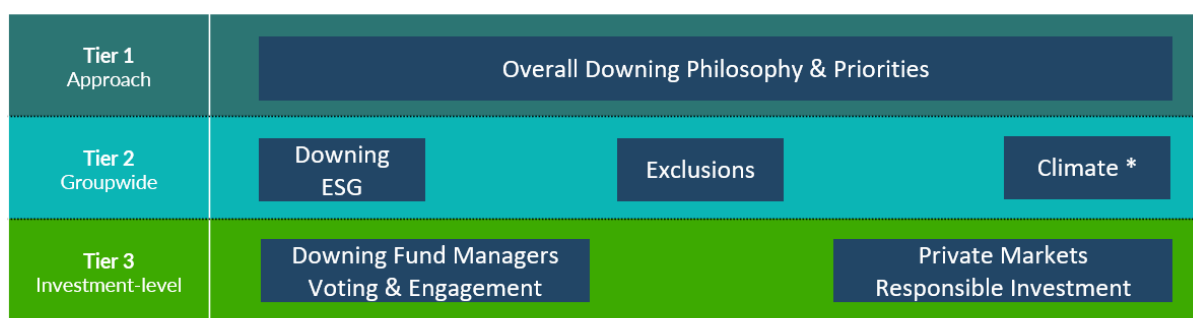 Tier 1
Approach
Overall Downing Philosophy & Priorities
Tier 2
Groupwide
Downing
ESG
Exclusions
Climate *
Tier 3
Investment-level
Downing Fund Managers
Voting & Engagement
Private Markets
Responsible Investment